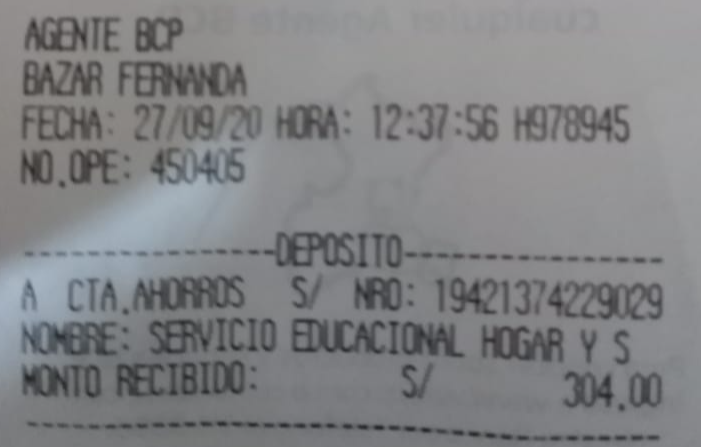 AGENTE BCP
BAZAR FERNANDA
FECHA: 27/09/20 HORA: 12:37:56 H978945
NO.OPE: 450405
----------------DEPOSITO----------------
A CTA.AHORROS S/ NRO: 19421374229029
NOMBRE: SERVICIO EDUCACIONAL HOGAR Y S
MONTO RECIBIDO: S/ 304.00
----------------------------------------